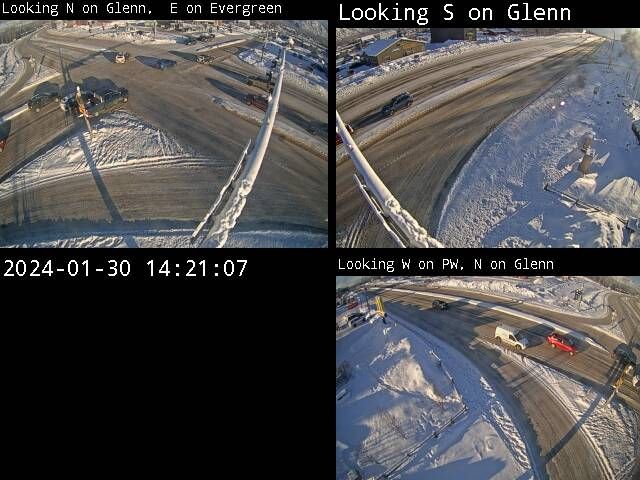 Looking N on Glenn,  E on Evergreen
Looking S on Glenn
2024-01-30 14:21:07
Looking W on PW, N on Glenn